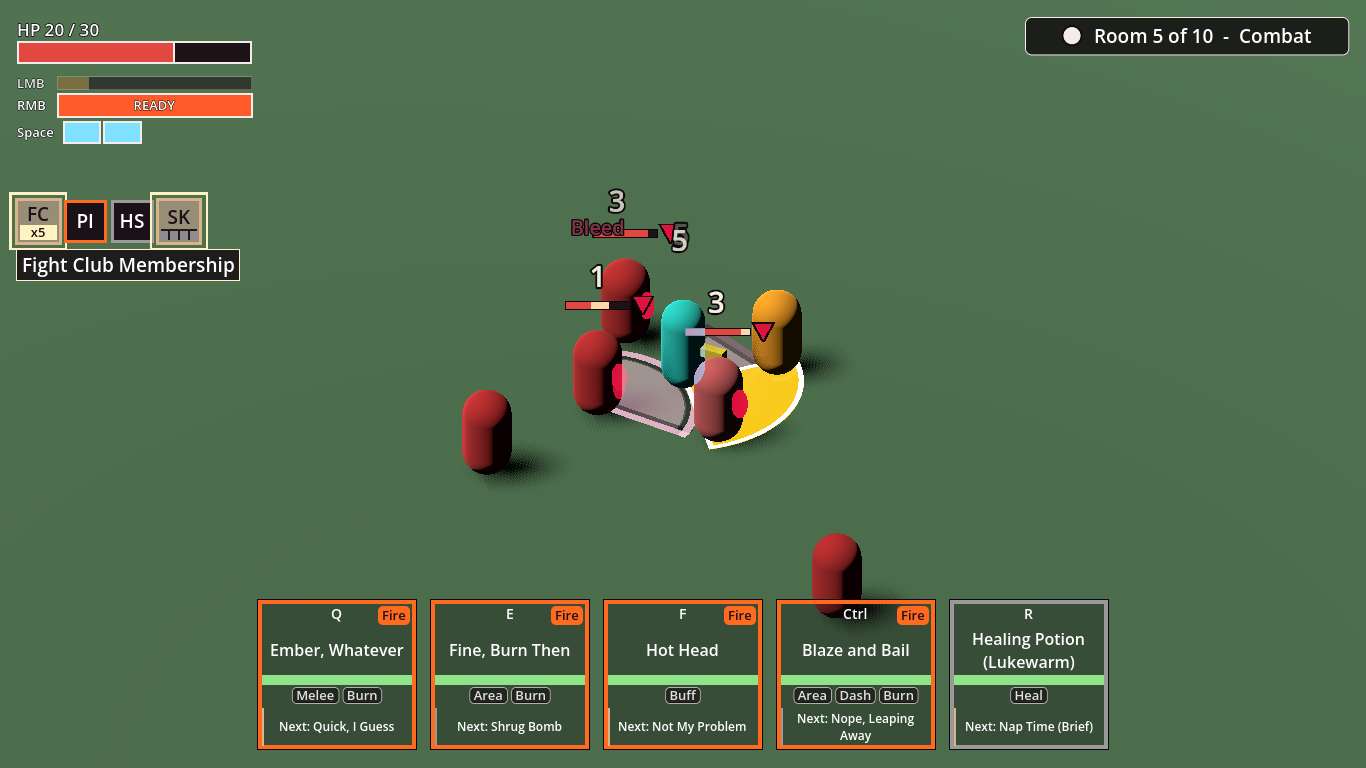 HP 20 / 30
Room 5 of 10 - Combat
LMB
RMB READY
Space
FC PI HS SK
x5
Fight Club Membership
3
Bleed
5
1
3
Q Fire
Ember, Whatever
Melee Burn
Next: Quick, I Guess
E Fire
Fine, Burn Then
Area Burn
Next: Shrug Bomb
F Fire
Hot Head
Buff
Next: Not My Problem
Ctrl Fire
Blaze and Bail
Area Dash Burn
Next: Nope, Leaping
Away
R
Healing Potion
(Lukewarm)
Heal
Next: Nap Time (Brief)